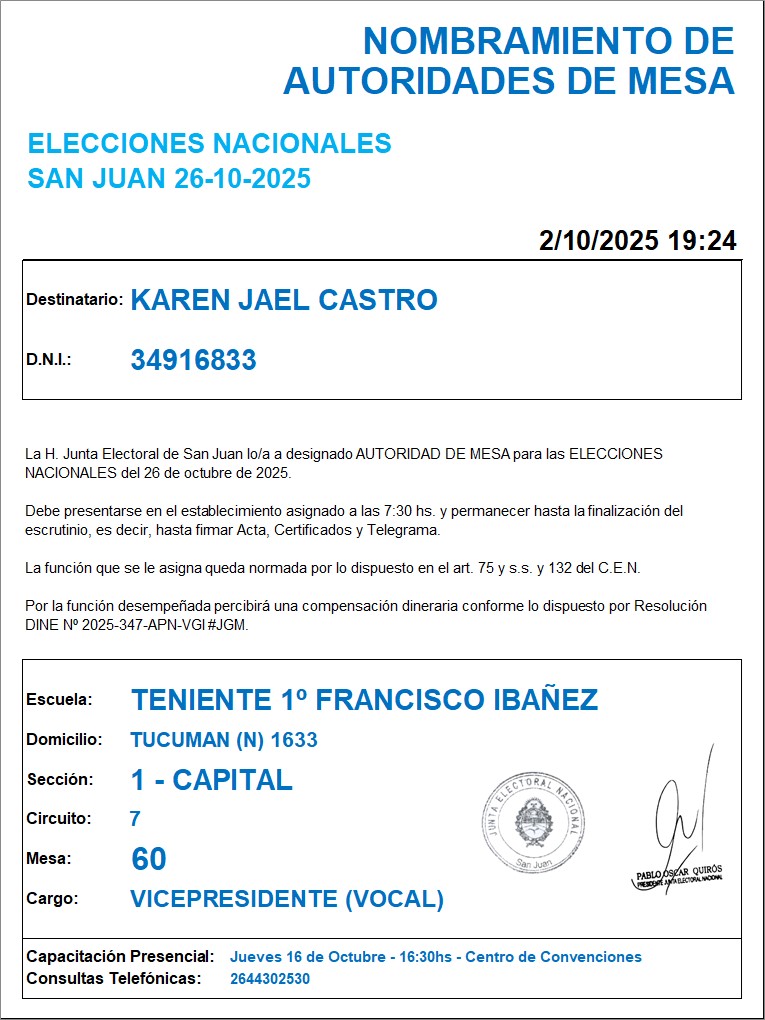 NOMBRAMIENTO DE
AUTORIDADES DE MESA
ELECCIONES NACIONALES
SAN JUAN 26-10-2025
2/10/2025 19:24
Destinatario: KAREN JAEL CASTRO
D.N.I.: 34916833
La H. Junta Electoral de San Juan lo/a a designado AUTORIDAD DE MESA para las ELECCIONES
NACIONALES del 26 de octubre de 2025.
Debe presentarse en el establecimiento asignado a las 7:30 hs. y permanecer hasta la finalización del
escrutinio, es decir, hasta firmar Acta, Certificados y Telegrama.
La función que se le asigna queda normada por lo dispuesto en el art. 75 y s.s. y 132 del C.E.N.
Por la función desempeñada percibirá una compensación dineraria conforme lo dispuesto por Resolución
DINE Nº 2025-347-APN-VGI#JGM.
Escuela: TENIENTE 1º FRANCISCO IBAÑEZ
Domicilio: TUCUMAN (N) 1633
Sección: 1 - CAPITAL
Circuito: 7
Mesa: 60
Cargo: VICEPRESIDENTE (VOCAL)
JUNTA ELECTORAL NACIONAL
San Juan
PABLO OSCAR QUIRÓS
PRESIDENTE JUNTA ELECTORAL NACIONAL
Capacitación Presencial: Jueves 16 de Octubre - 16:30hs - Centro de Convenciones
Consultas Telefónicas: 2644302530